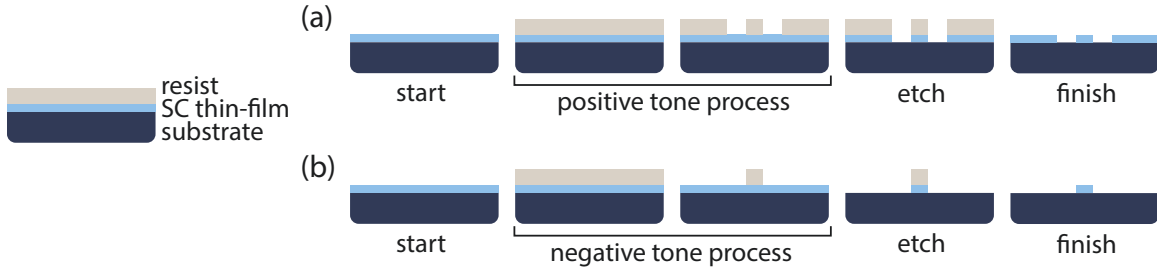 resist
SC thin-film
substrate
(a)
start
positive tone process
etch
finish
(b)
start
negative tone process
etch
finish